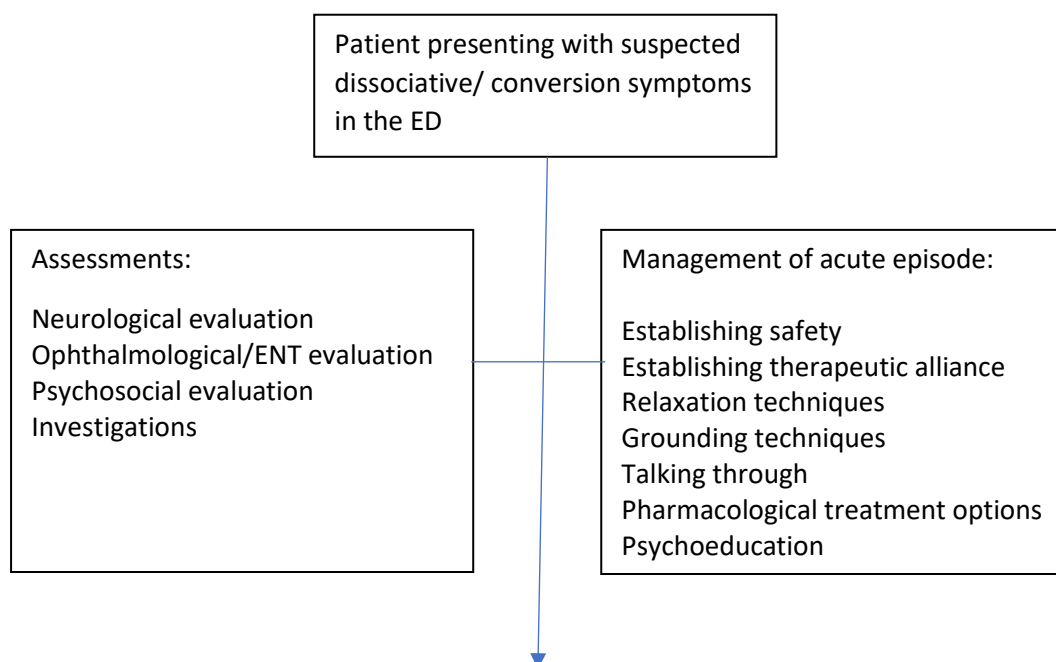 Patient presenting with suspected
dissociative/ conversion symptoms
in the ED
Assessments:
Neurological evaluation
Ophthalmological/ENT evaluation
Psychosocial evaluation
Investigations
Management of acute episode:
Establishing safety
Establishing therapeutic alliance
Relaxation techniques
Grounding techniques
Talking through
Pharmacological treatment options
Psychoeducation